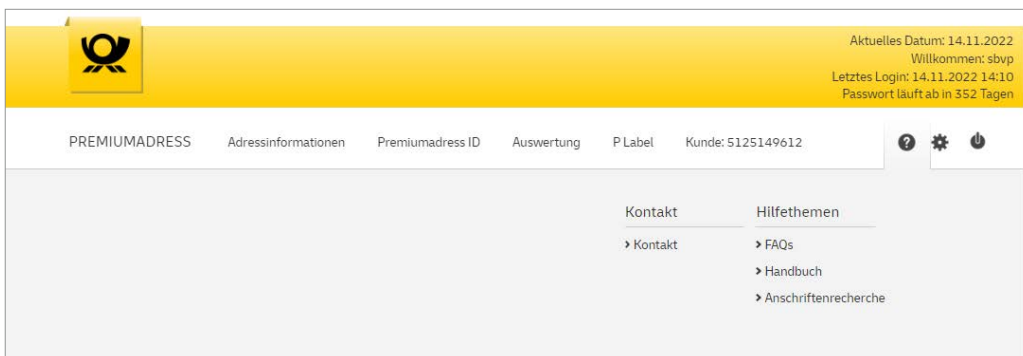 Aktuelles Datum: 14.11.2022
Willkommen: sbvp
Letztes Login: 14.11.2022 14:10
Passwort läuft ab in 352 Tagen
PREMIUMADRESS Adressinformationen Premiumadress ID Auswertung P Label Kunde: 5125149612
Kontakt Hilfethemen
Kontakt FAQs
Handbuch
Anschriftenrecherche